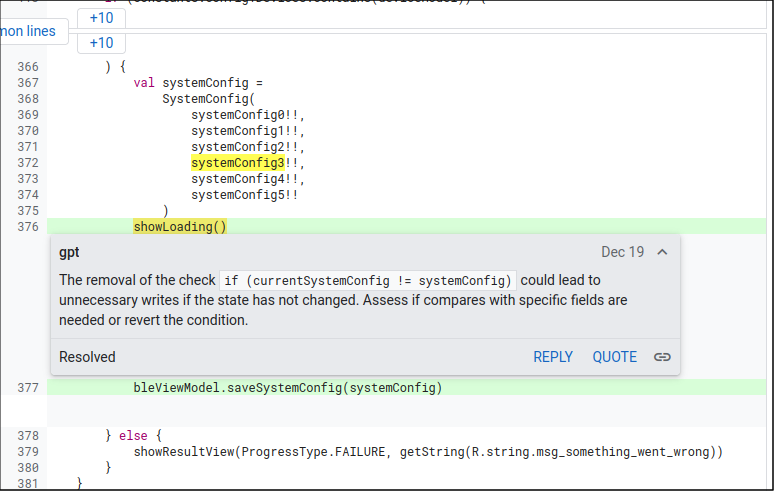 +10
mon lines
+10
366 ) {
367 val systemConfig =
368 SystemConfig(
369 systemConfig0!!,
370 systemConfig1!!,
371 systemConfig2!!,
372 systemConfig3!!,
373 systemConfig4!!,
374 systemConfig5!!
375 )
376 showLoading()
gpt Dec 19
The removal of the check if (currentSystemConfig != systemConfig) could lead to
unnecessary writes if the state has not changed. Assess if compares with specific fields are
needed or revert the condition.
Resolved REPLY QUOTE
377 bleViewModel.saveSystemConfig(systemConfig)
378 } else {
379 showResultView(ProgressType.FAILURE, getString(R.string.msg_something_went_wrong))
380 }
381 }